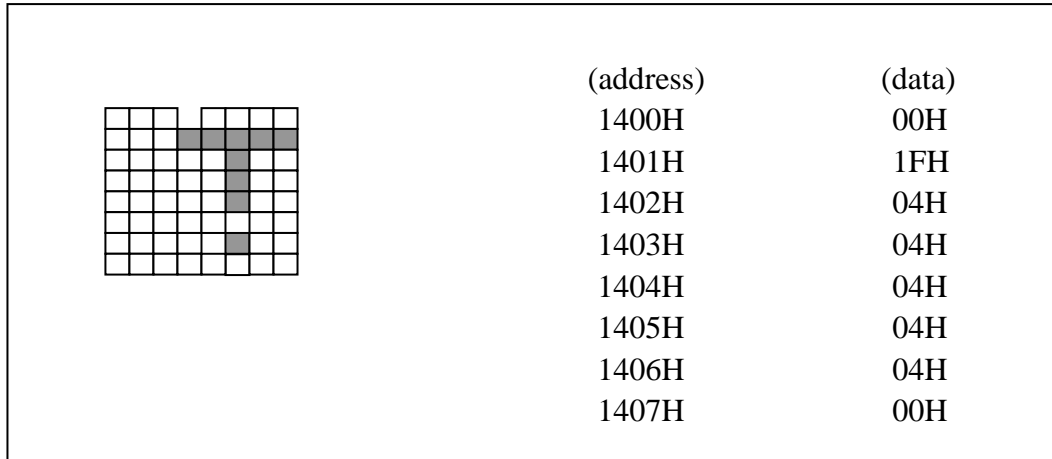 (address) (data)
1400H 00H
1401H 1FH
1402H 04H
1403H 04H
1404H 04H
1405H 04H
1406H 04H
1407H 00H